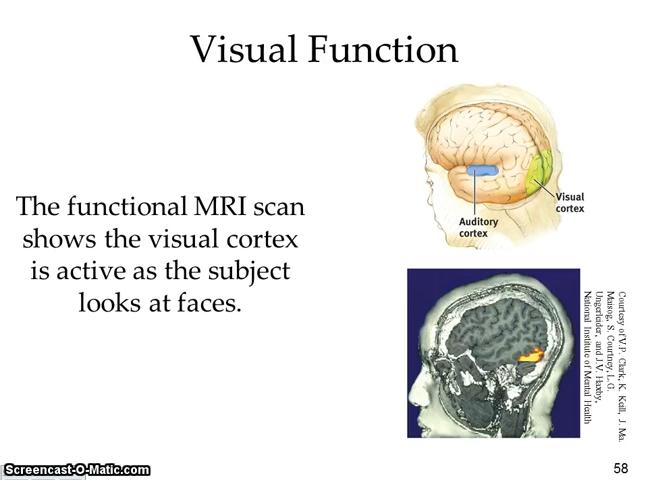 Visual Function
The functional MRI scan
shows the visual cortex
is active as the subject
looks at faces.
Visual
cortex
Auditory
cortex
Courtesy of V.P. Clark, K. Keill, J. Ma.
Maisog, S. Courtney, L.G.
Ungerleider, and J.V. Haxby,
National Institute of Mental Health
Screencast-O-Matic.com
58